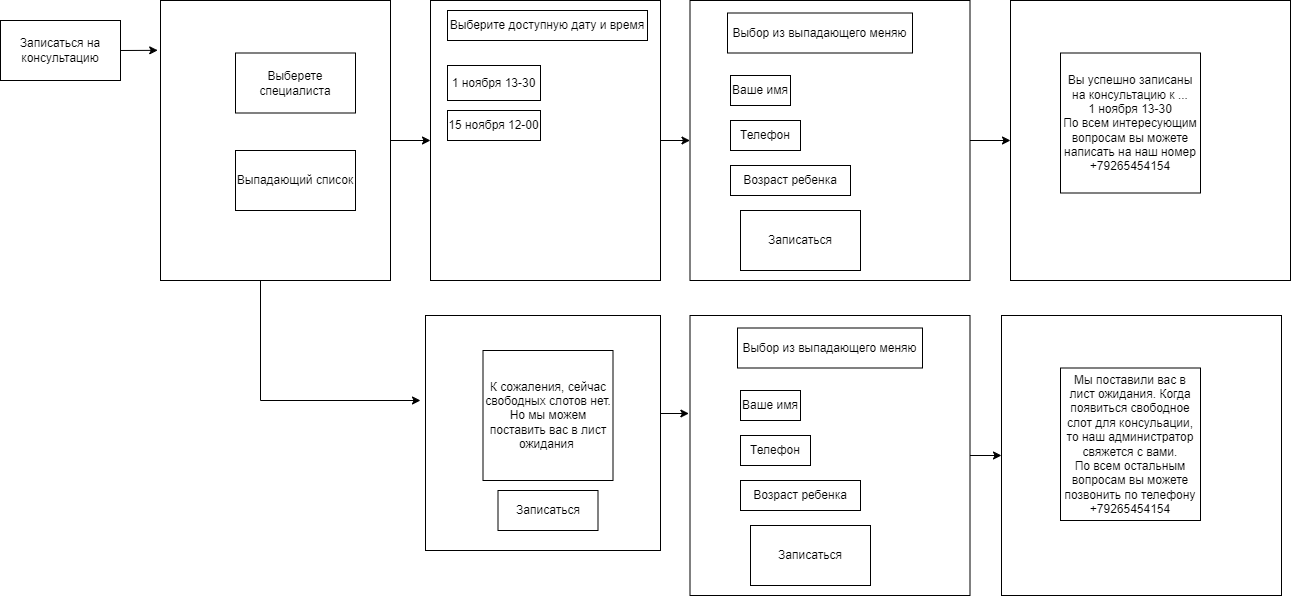 Записаться на
консультацию
Выберете
специалиста
Выпадающий список
Выберите доступную дату и время
1 ноября 13-30
15 ноября 12-00
Выбор из выпадающего меняю
Ваше имя
Телефон
Возраст ребенка
Записаться
Вы успешно записаны
на консультацию к ...
1 ноября 13-30
По всем интересующим
вопросам вы можете
написать на наш номер
+79265454154
К сожаления, сейчас
свободных слотов нет.
Но мы можем
поставить вас в лист
ожидания
Записаться
Выбор из выпадающего меняю
Ваше имя
Телефон
Возраст ребенка
Записаться
Мы поставили вас в
лист ожидания. Когда
появиться свободное
слот для консульации,
то наш администратор
свяжется с вами.
По всем остальным
вопросам вы можете
позвонить по телефону
+79265454154